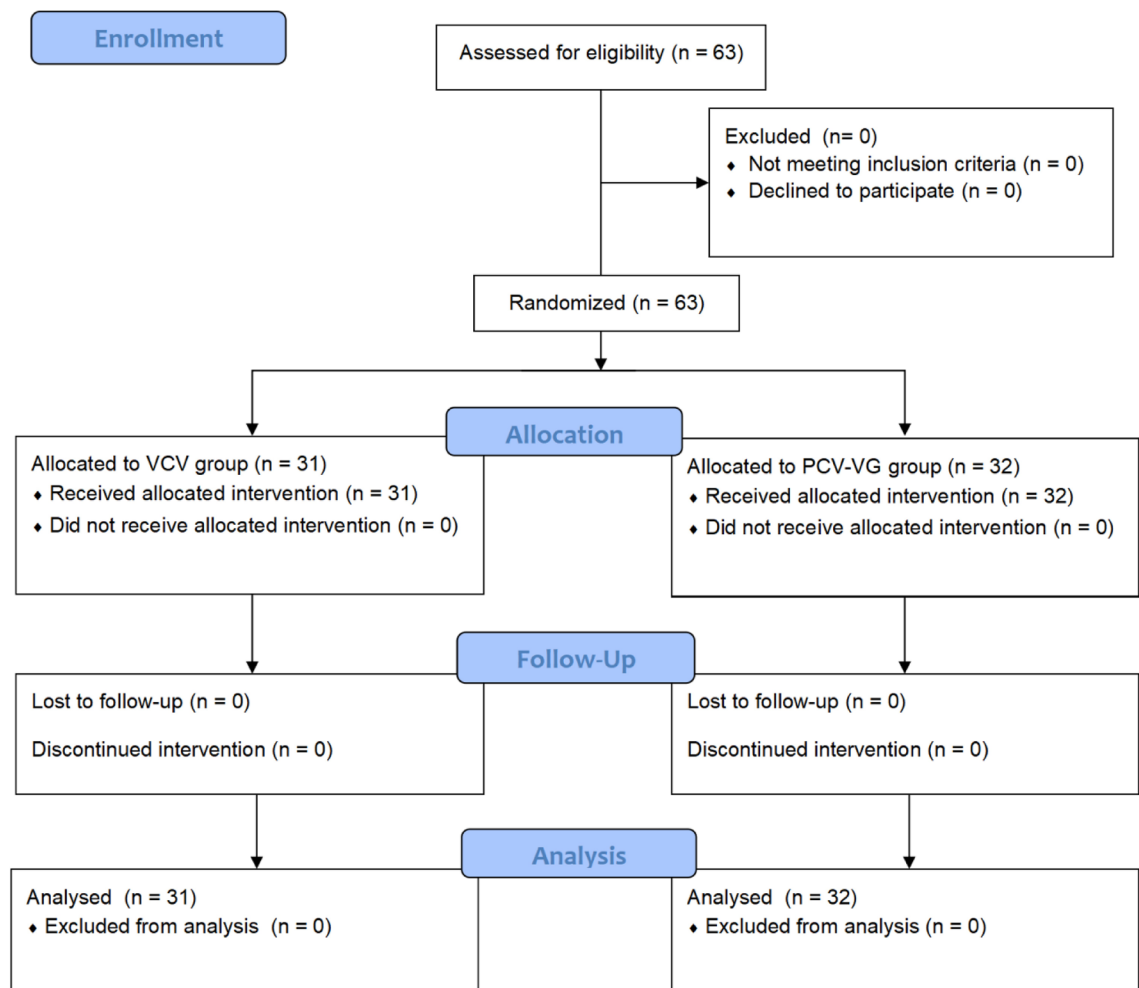 Enrollment
Assessed for eligibility (n = 63)
Excluded (n= 0)
♦ Not meeting inclusion criteria (n = 0)
♦ Declined to participate (n = 0)
Randomized (n = 63)
Allocation
Allocated to VCV group (n = 31)
♦ Received allocated intervention (n = 31)
♦ Did not receive allocated intervention (n = 0)
Allocated to PCV-VG group (n = 32)
♦ Received allocated intervention (n = 32)
♦ Did not receive allocated intervention (n = 0)
Follow-Up
Lost to follow-up (n = 0)
Discontinued intervention (n = 0)
Lost to follow-up (n = 0)
Discontinued intervention (n = 0)
Analysis
Analysed (n = 31)
♦ Excluded from analysis (n = 0)
Analysed (n = 32)
♦ Excluded from analysis (n = 0)